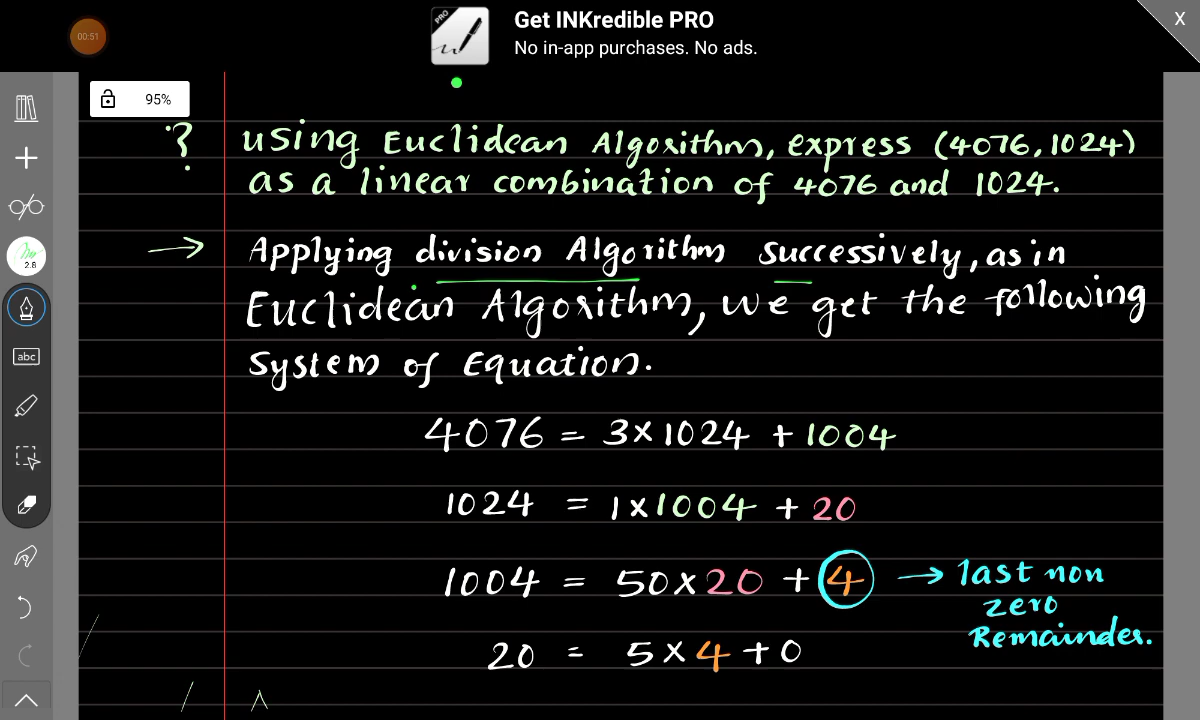 Get INKredible PRO
No in-app purchases. No ads.
PRO
X
00:51
95%
2.8
abc
? using Euclidean Algorithm, express (4076, 1024)
as a linear combination of 4076 and 1024.
→ Applying division Algorithm successively, as in
Euclidean Algorithm, we get the following
System of Equation.
4076 = 3×1024 + 1004
1024 = 1×1004 + 20
1004 = 50×20 + 4 → last non
zero
Remainder.
20 = 5×4 + 0